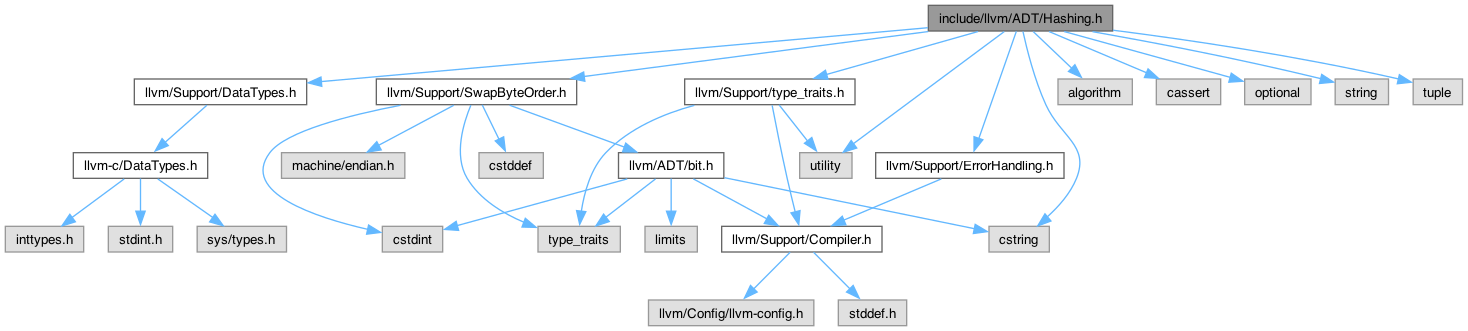 include/llvm/ADT/Hashing.h
llvm/Support/DataTypes.h
llvm/Support/SwapByteOrder.h
llvm/Support/type_traits.h
algorithm
cassert
optional
string
tuple
llvm-c/DataTypes.h
machine/endian.h
cstddef
llvm/ADT/bit.h
utility
llvm/Support/ErrorHandling.h
inttypes.h
stdint.h
sys/types.h
cstdint
type_traits
limits
llvm/Support/Compiler.h
cstring
llvm/Config/llvm-config.h
stddef.h